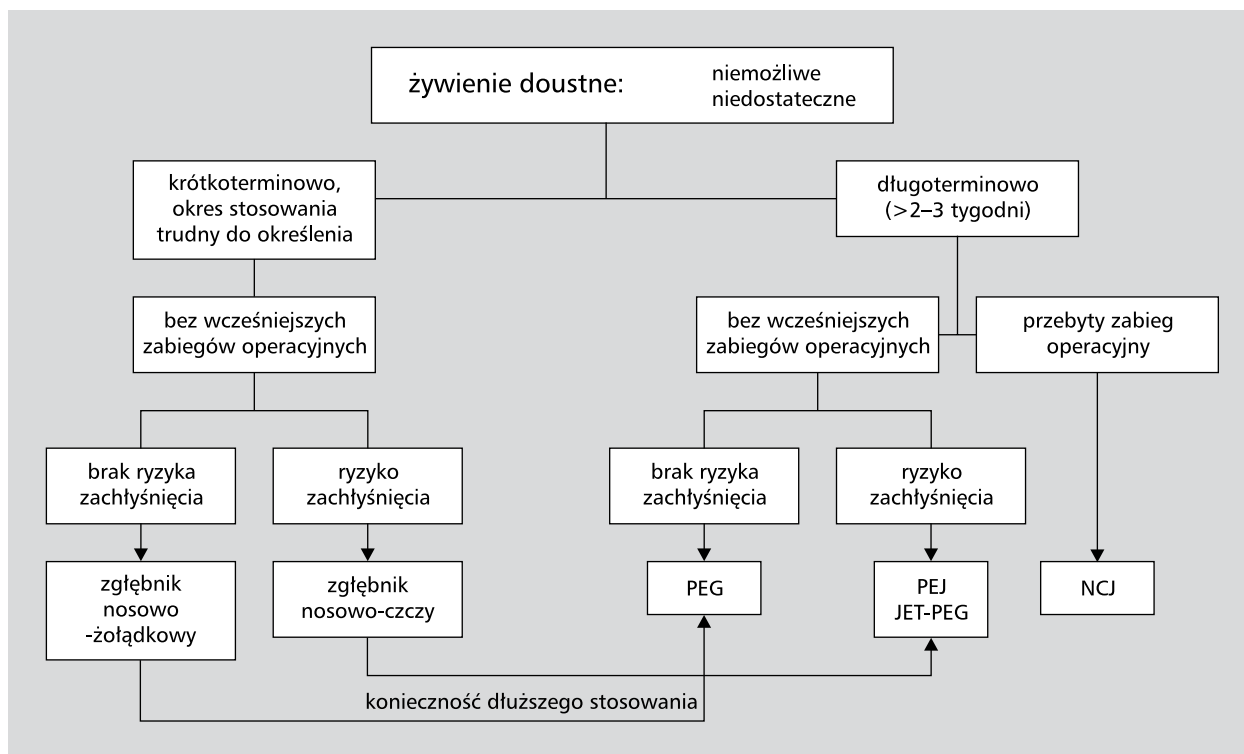 żywienie doustne:
niemożliwe
niedostateczne
krótkoterminowo,
okres stosowania
trudny do określenia
długoterminowo
(>2–3 tygodni)
bez wcześniejszych
zabiegów operacyjnych
bez wcześniejszych
zabiegów operacyjnych
przebyty zabieg
operacyjny
brak ryzyka
zachłyśnięcia
ryzyko
zachłyśnięcia
brak ryzyka
zachłyśnięcia
ryzyko
zachłyśnięcia
zgłębnik
nosowo
-żołądkowy
zgłębnik
nosowo-czczy
PEG
PEJ
JET-PEG
NCJ
konieczność dłuższego stosowania